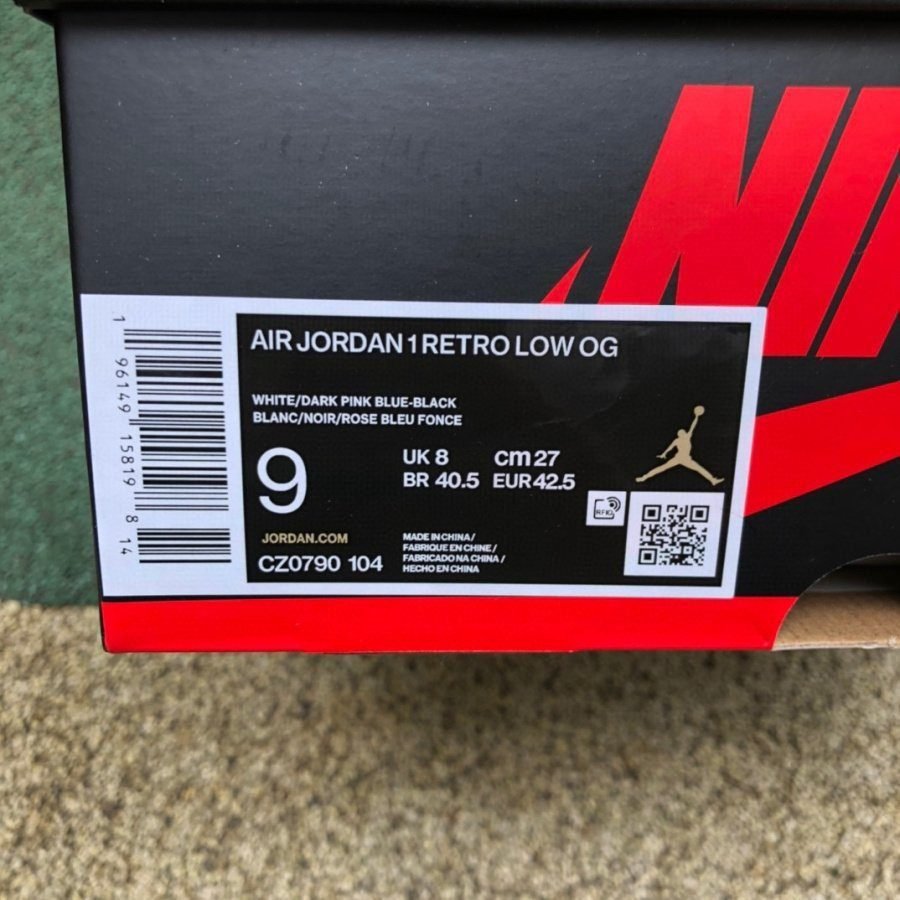 NIK
AIR JORDAN 1 RETRO LOW OG
WHITE/DARK PINK BLUE-BLACK
BLANC/NOIR/ROSE BLEU FONCE
9
UK 8 cm 27
BR 40.5 EUR 42.5
RFID
JORDAN.COM
CZ0790 104
MADE IN CHINA /
FABRIQUE EN CHINE /
FABRICADO NA CHINA /
HECHO EN CHINA
1 96149 15819 8 14